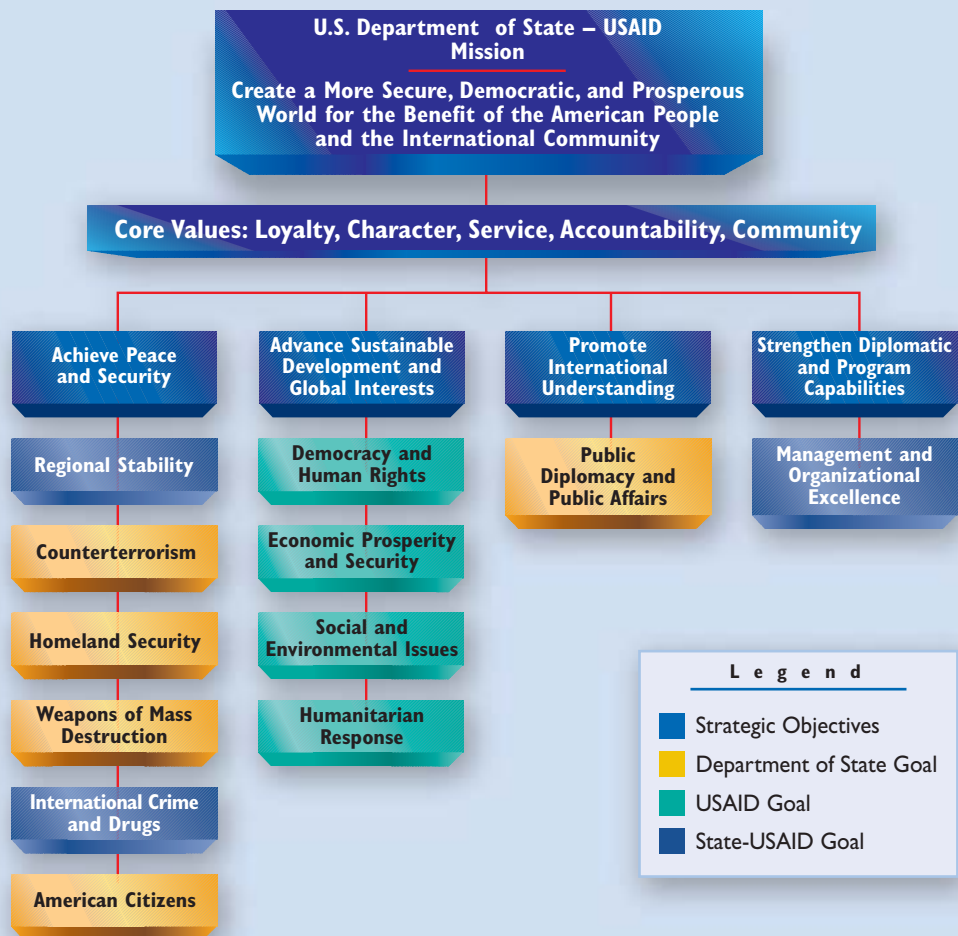 U.S. Department of State – USAID
Mission
Create a More Secure, Democratic, and Prosperous
World for the Benefit of the American People
and the International Community
Core Values: Loyalty, Character, Service, Accountability, Community
Achieve Peace
and Security
Regional Stability
Counterterrorism
Homeland Security
Weapons of Mass
Destruction
International Crime
and Drugs
American Citizens
Advance Sustainable
Development and
Global Interests
Democracy and
Human Rights
Economic Prosperity
and Security
Social and
Environmental Issues
Humanitarian
Response
Promote
International
Understanding
Public
Diplomacy and
Public Affairs
Strengthen Diplomatic
and Program
Capabilities
Management and
Organizational
Excellence
Legend
Strategic Objectives
Department of State Goal
USAID Goal
State-USAID Goal